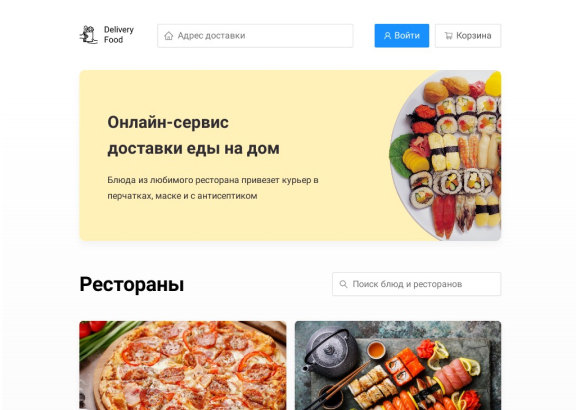 Delivery
Food
Адрес доставки
Войти
Корзина
Онлайн-сервис
доставки еды на дом
Блюда из любимого ресторана привезет курьер в
перчатках, маске и с антисептиком
Рестораны
Поиск блюд и ресторанов